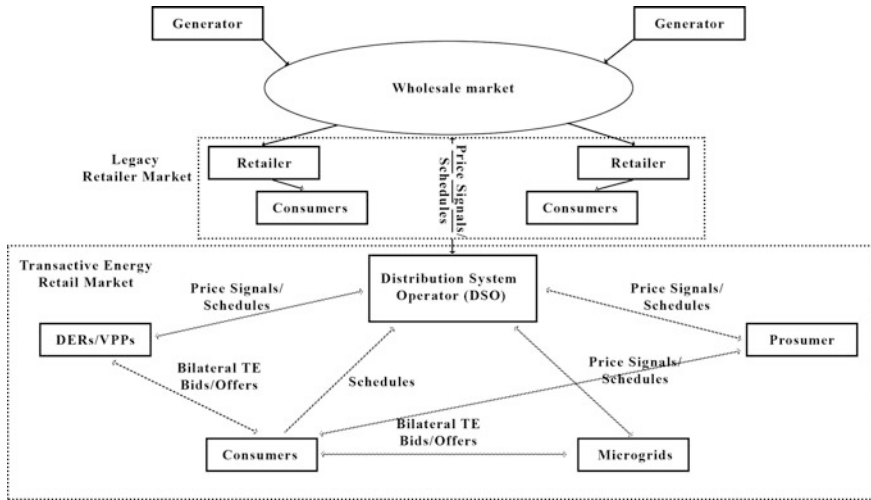 Generator
Generator
Wholesale market
Legacy
Retailer Market
Retailer
Price Signals/
Schedules
Retailer
Consumers
Consumers
Transactive Energy
Retail Market
Distribution System
Operator (DSO)
Price Signals/
Schedules
Price Signals/
Schedules
DERs/VPPs
Prosumer
Bilateral TE
Bids/Offers
Schedules
Price Signals/
Schedules
Bilateral TE
Bids/Offers
Consumers
Microgrids